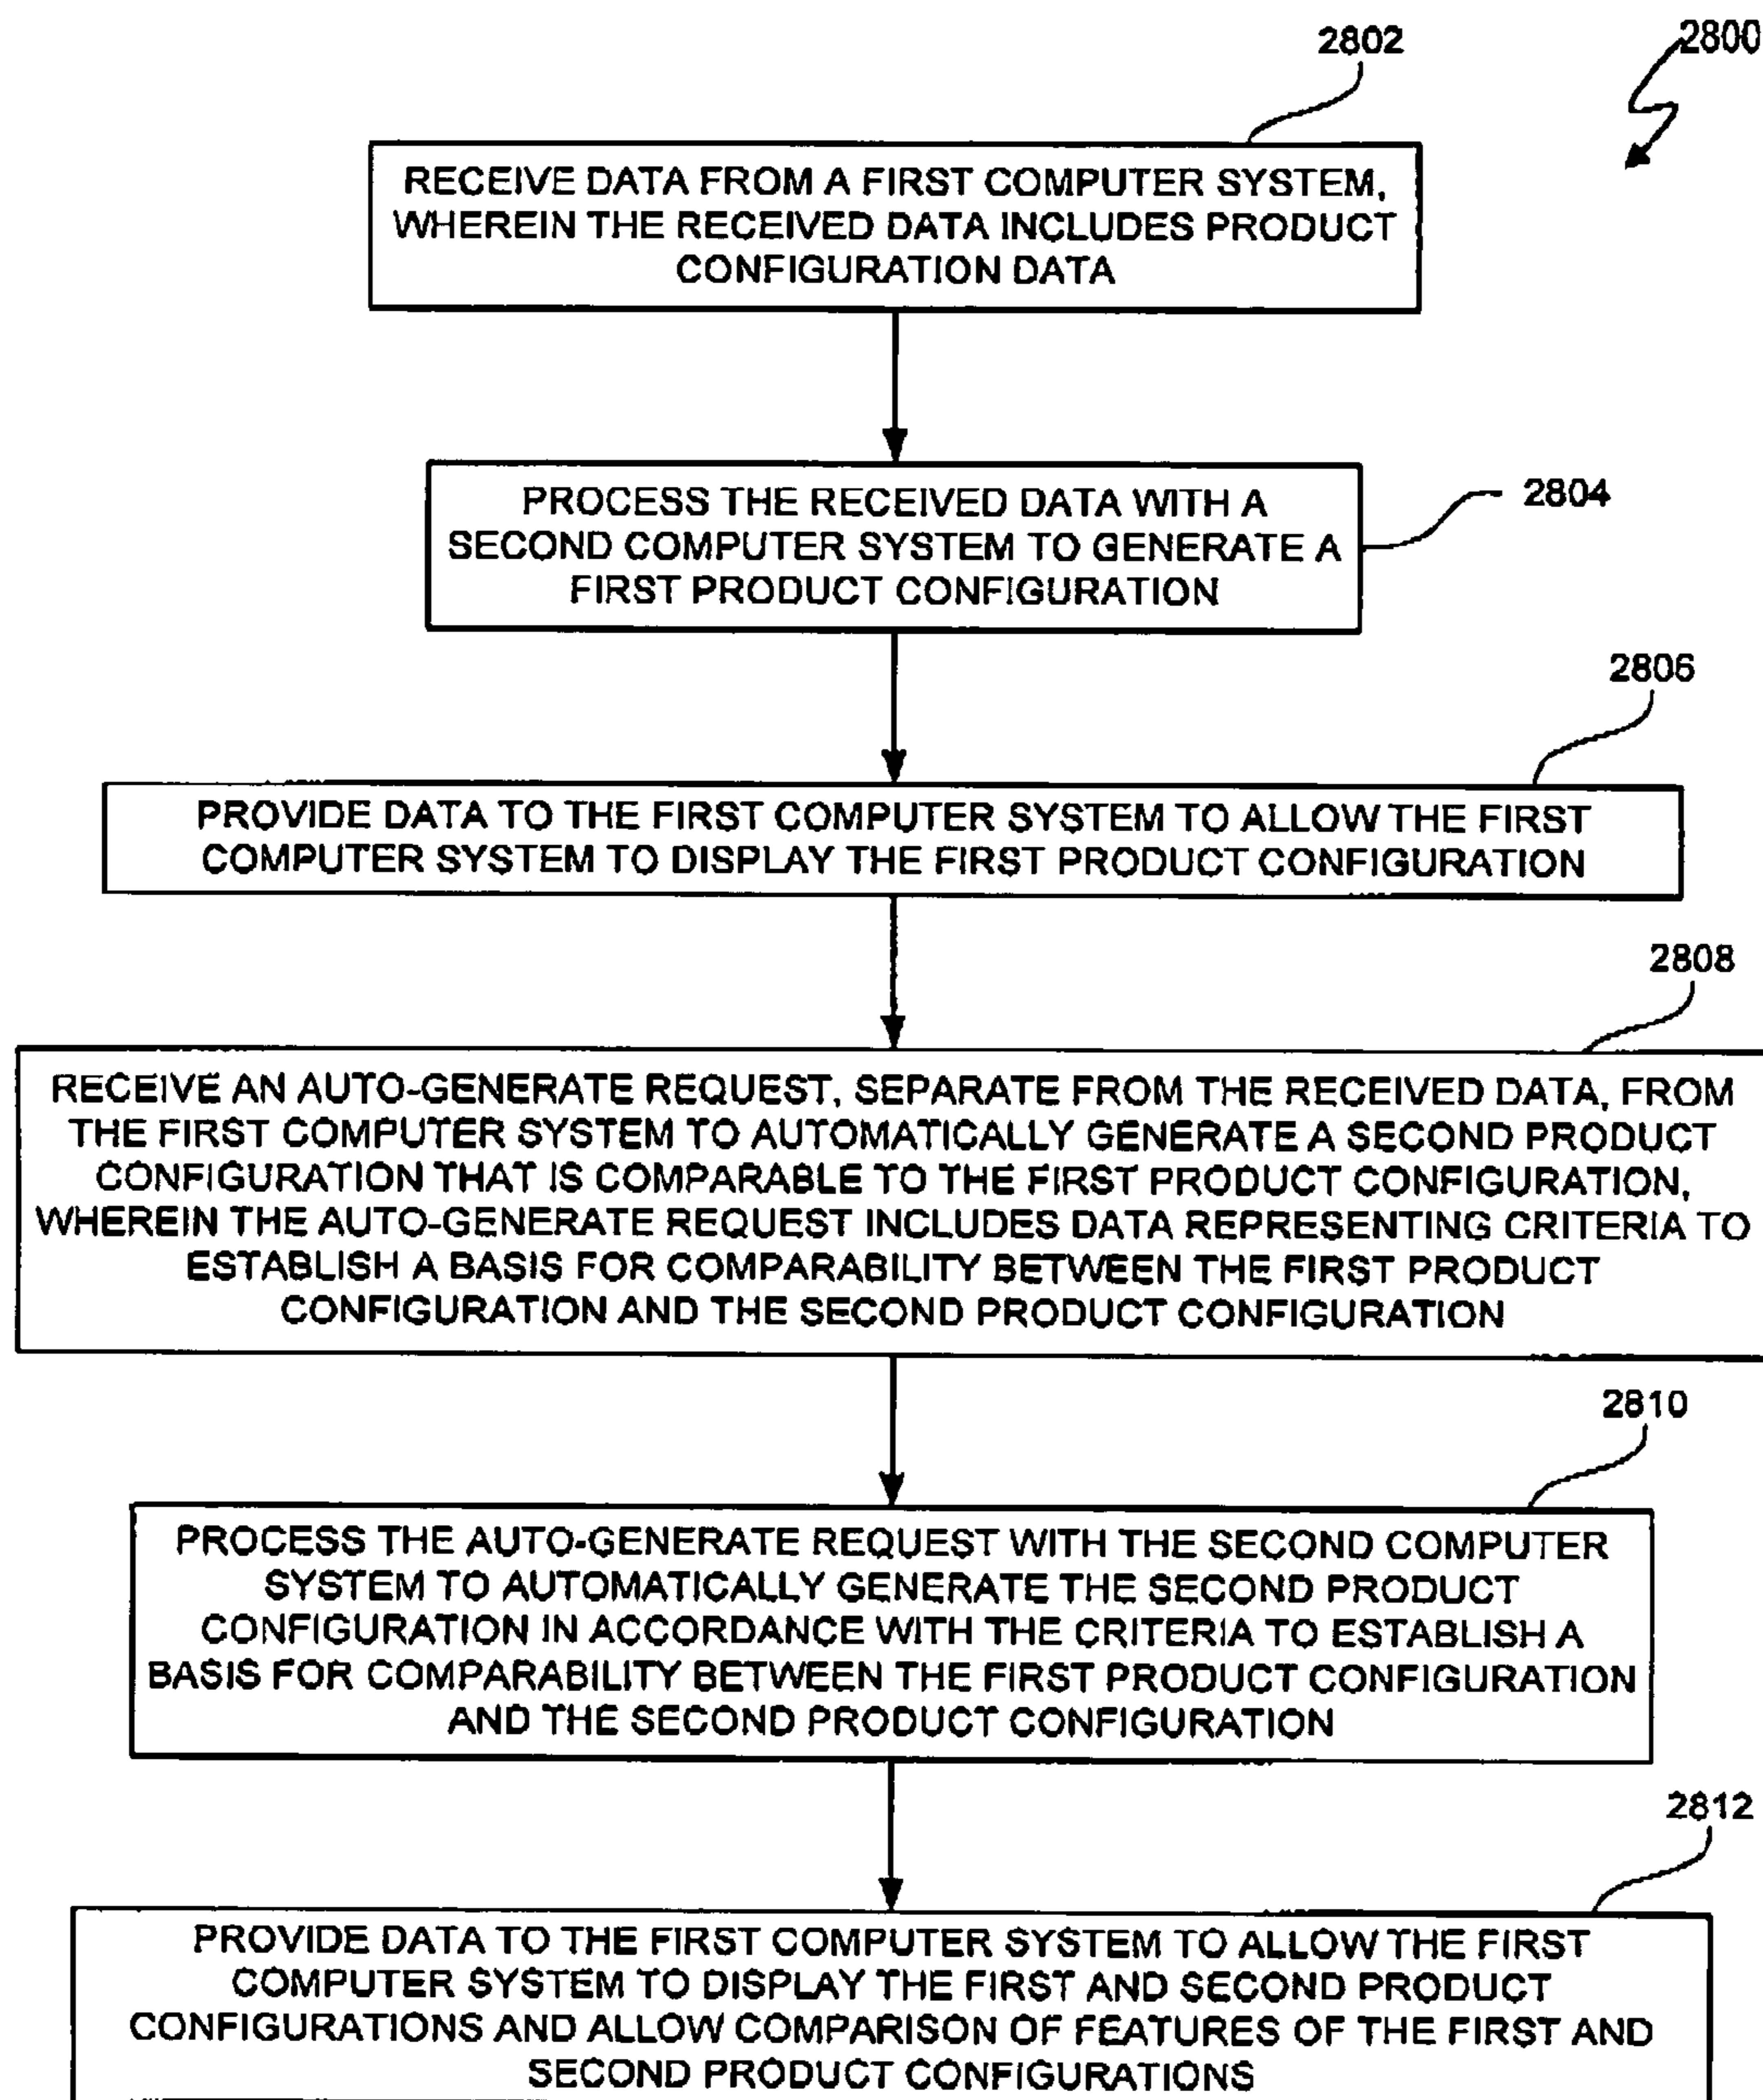 2802
2800
RECEIVE DATA FROM A FIRST COMPUTER SYSTEM,
WHEREIN THE RECEIVED DATA INCLUDES PRODUCT
CONFIGURATION DATA
PROCESS THE RECEIVED DATA WITH A
SECOND COMPUTER SYSTEM TO GENERATE A
FIRST PRODUCT CONFIGURATION
2804
2806
PROVIDE DATA TO THE FIRST COMPUTER SYSTEM TO ALLOW THE FIRST
COMPUTER SYSTEM TO DISPLAY THE FIRST PRODUCT CONFIGURATION
2808
RECEIVE AN AUTO-GENERATE REQUEST, SEPARATE FROM THE RECEIVED DATA, FROM
THE FIRST COMPUTER SYSTEM TO AUTOMATICALLY GENERATE A SECOND PRODUCT
CONFIGURATION THAT IS COMPARABLE TO THE FIRST PRODUCT CONFIGURATION,
WHEREIN THE AUTO-GENERATE REQUEST INCLUDES DATA REPRESENTING CRITERIA TO
ESTABLISH A BASIS FOR COMPARABILITY BETWEEN THE FIRST PRODUCT
CONFIGURATION AND THE SECOND PRODUCT CONFIGURATION
2810
PROCESS THE AUTO-GENERATE REQUEST WITH THE SECOND COMPUTER
SYSTEM TO AUTOMATICALLY GENERATE THE SECOND PRODUCT
CONFIGURATION IN ACCORDANCE WITH THE CRITERIA TO ESTABLISH A
BASIS FOR COMPARABILITY BETWEEN THE FIRST PRODUCT CONFIGURATION
AND THE SECOND PRODUCT CONFIGURATION
2812
PROVIDE DATA TO THE FIRST COMPUTER SYSTEM TO ALLOW THE FIRST
COMPUTER SYSTEM TO DISPLAY THE FIRST AND SECOND PRODUCT
CONFIGURATIONS AND ALLOW COMPARISON OF FEATURES OF THE FIRST AND
SECOND PRODUCT CONFIGURATIONS